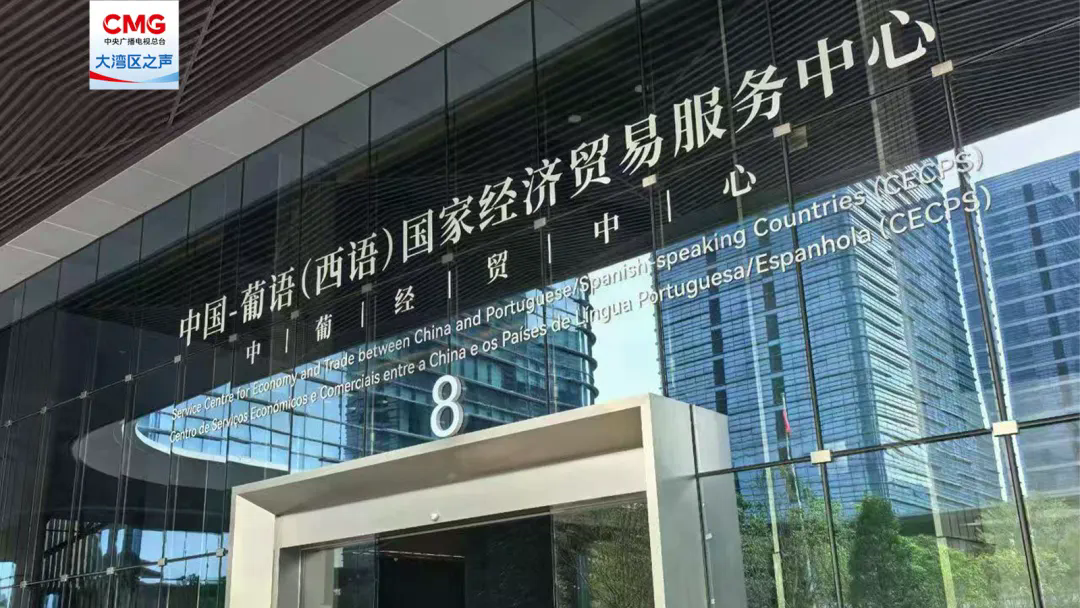 CMG
中央广播电视总台
大湾区之声
中国-葡语(西语)国家经济贸易服务中心
中｜葡｜经｜贸｜中｜心
Service Centre for Economy and Trade between China and Portuguese/Spanish-speaking Countries (CECPS)
Centro de Serviços Económicos e Comerciais entre a China e os Países de Língua Portuguesa/Espanhola (CECPS)
8